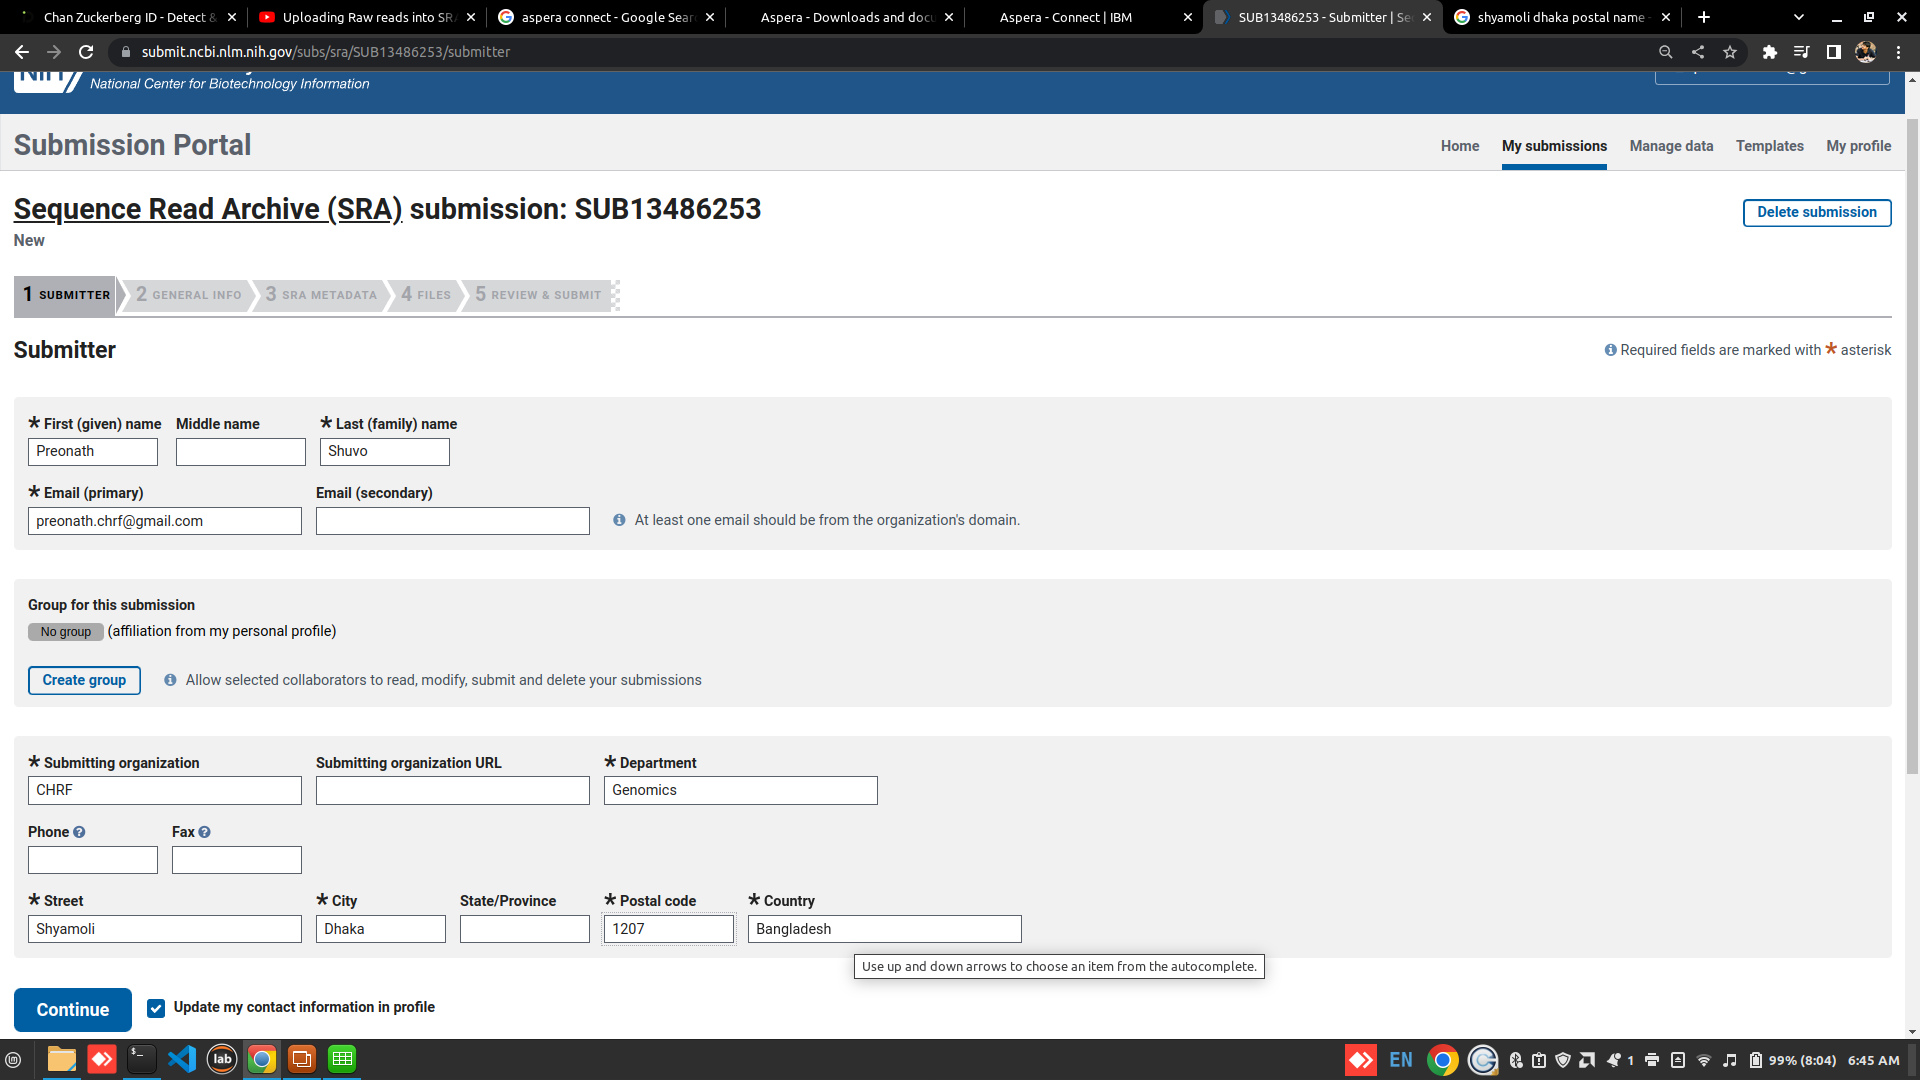 Chan Zuckerberg ID - Detect &
Uploading Raw reads into SRA
aspera connect - Google Sear
Aspera - Downloads and docu
Aspera - Connect | IBM
SUB13486253 - Submitter | Se
shyamoli dhaka postal name -
submit.ncbi.nlm.nih.gov/subs/sra/SUB13486253/submitter
NIH
National Center for Biotechnology Information
Submission Portal
Home
My submissions
Manage data
Templates
My profile
Sequence Read Archive (SRA) submission: SUB13486253
Delete submission
New
1 SUBMITTER
2 GENERAL INFO
3 SRA METADATA
4 FILES
5 REVIEW & SUBMIT
Submitter
Required fields are marked with * asterisk
* First (given) name
Middle name
* Last (family) name
Preonath
Shuvo
* Email (primary)
Email (secondary)
preonath.chrf@gmail.com
At least one email should be from the organization's domain.
Group for this submission
No group (affiliation from my personal profile)
Create group
Allow selected collaborators to read, modify, submit and delete your submissions
* Submitting organization
Submitting organization URL
* Department
CHRF
Genomics
Phone ?
Fax ?
* Street
* City
State/Province
* Postal code
* Country
Shyamoli
Dhaka
1207
Bangladesh
Use up and down arrows to choose an item from the autocomplete.
Continue
Update my contact information in profile
lab
EN
1
99% (8:04)
6:45 AM